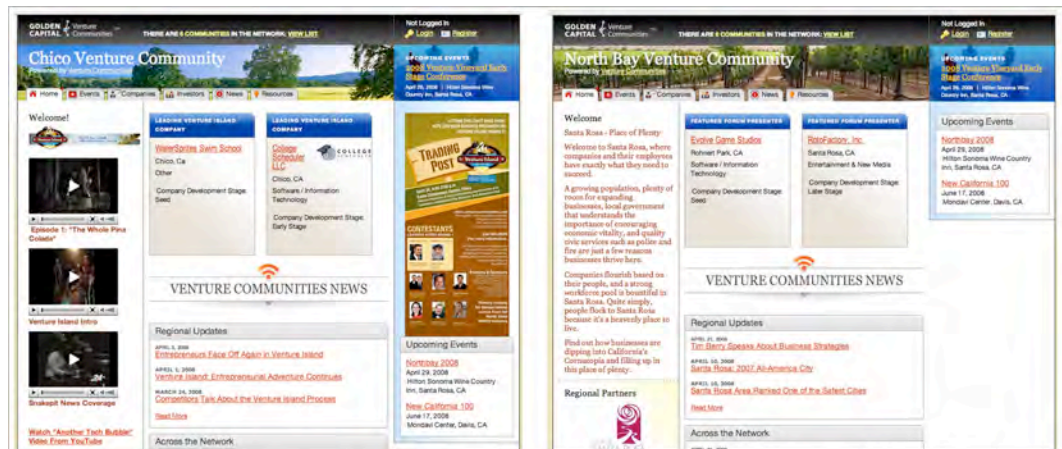 GOLDEN CAPITAL Venture Communities
THERE ARE 6 COMMUNITIES IN THE NETWORK: VIEW LIST
Not Logged In
Login Register
Chico Venture Community
Powered by Venture Communities
UPCOMING EVENTS
2008 Venture Vineyard Early
Stage Conference
April 29, 2008 | Hilton Sonoma Wine
Country Inn, Santa Rosa, CA
Home Events Companies Investors News Resources
Welcome!
Episode 1: "The Whole Pina
Colada"
Venture Island Intro
Snakepit News Coverage
Watch "Another Tech Bubble"
Video From YouTube
LEADING VENTURE ISLAND
COMPANY
WaterSprites Swim School
Chico, Ca
Other
Company Development Stage:
Seed
LEADING VENTURE ISLAND
COMPANY
College
Scheduler
LLC
COLLEGE
Chico, CA
Software / Information
Technology
Company Development Stage:
Early Stage
VENTURE COMMUNITIES NEWS
Regional Updates
APRIL 5, 2008
Entrepreneurs Face Off Again in Venture Island
APRIL 1, 2008
Venture Island: Entrepreneurial Adventure Continues
MARCH 24, 2008
Competitors Talk About the Venture Island Process
Read More
Across the Network
TRADING
POST
Venture Island
CONTESTANTS
Upcoming Events
Northbay 2008
April 29, 2008
Hilton Sonoma Wine Country
Inn, Santa Rosa, CA
New California 100
June 17, 2008
Mondavi Center, Davis, CA
GOLDEN CAPITAL Venture Communities
THERE ARE 6 COMMUNITIES IN THE NETWORK: VIEW LIST
Not Logged In
Login Register
North Bay Venture Community
Powered by Venture Communities
UPCOMING EVENTS
2008 Venture Vineyard Early
Stage Conference
April 29, 2008 | Hilton Sonoma Wine
Country Inn, Santa Rosa, CA
Home Events Companies Investors News Resources
Welcome
Santa Rosa - Place of Plenty
Welcome to Santa Rosa, where
companies and their employees
have exactly what they need to
succeed.
A growing population, plenty of
room for expanding
businesses, local government
that understands the
importance of encouraging
economic vitality, and quality
civic services such as police and
fire are just a few reasons
businesses thrive here.
Companies flourish based on
their people, and a strong
workforce pool is bountiful in
Santa Rosa. Quite simply,
people flock to Santa Rosa
because it's a heavenly place to
live.
Find out how businesses are
dipping into California's
Cornucopia and filling up in
this place of plenty.
Regional Partners
FEATURED FORUM PRESENTER
Evolve Game Studios
Rohnert Park, CA
Software / Information
Technology
Company Development Stage:
Seed
FEATURED FORUM PRESENTER
RotoFactory, Inc.
Santa Rosa, CA
Entertainment & New Media
Company Development Stage:
Later Stage
VENTURE COMMUNITIES NEWS
Regional Updates
APRIL 21, 2008
Tim Berry Speaks About Business Strategies
APRIL 10, 2008
Santa Rosa: 2007 All-America City
APRIL 10, 2008
Santa Rosa Area Ranked One of the Safest Cities
Read More
Across the Network
Upcoming Events
Northbay 2008
April 29, 2008
Hilton Sonoma Wine Country
Inn, Santa Rosa, CA
New California 100
June 17, 2008
Mondavi Center, Davis, CA